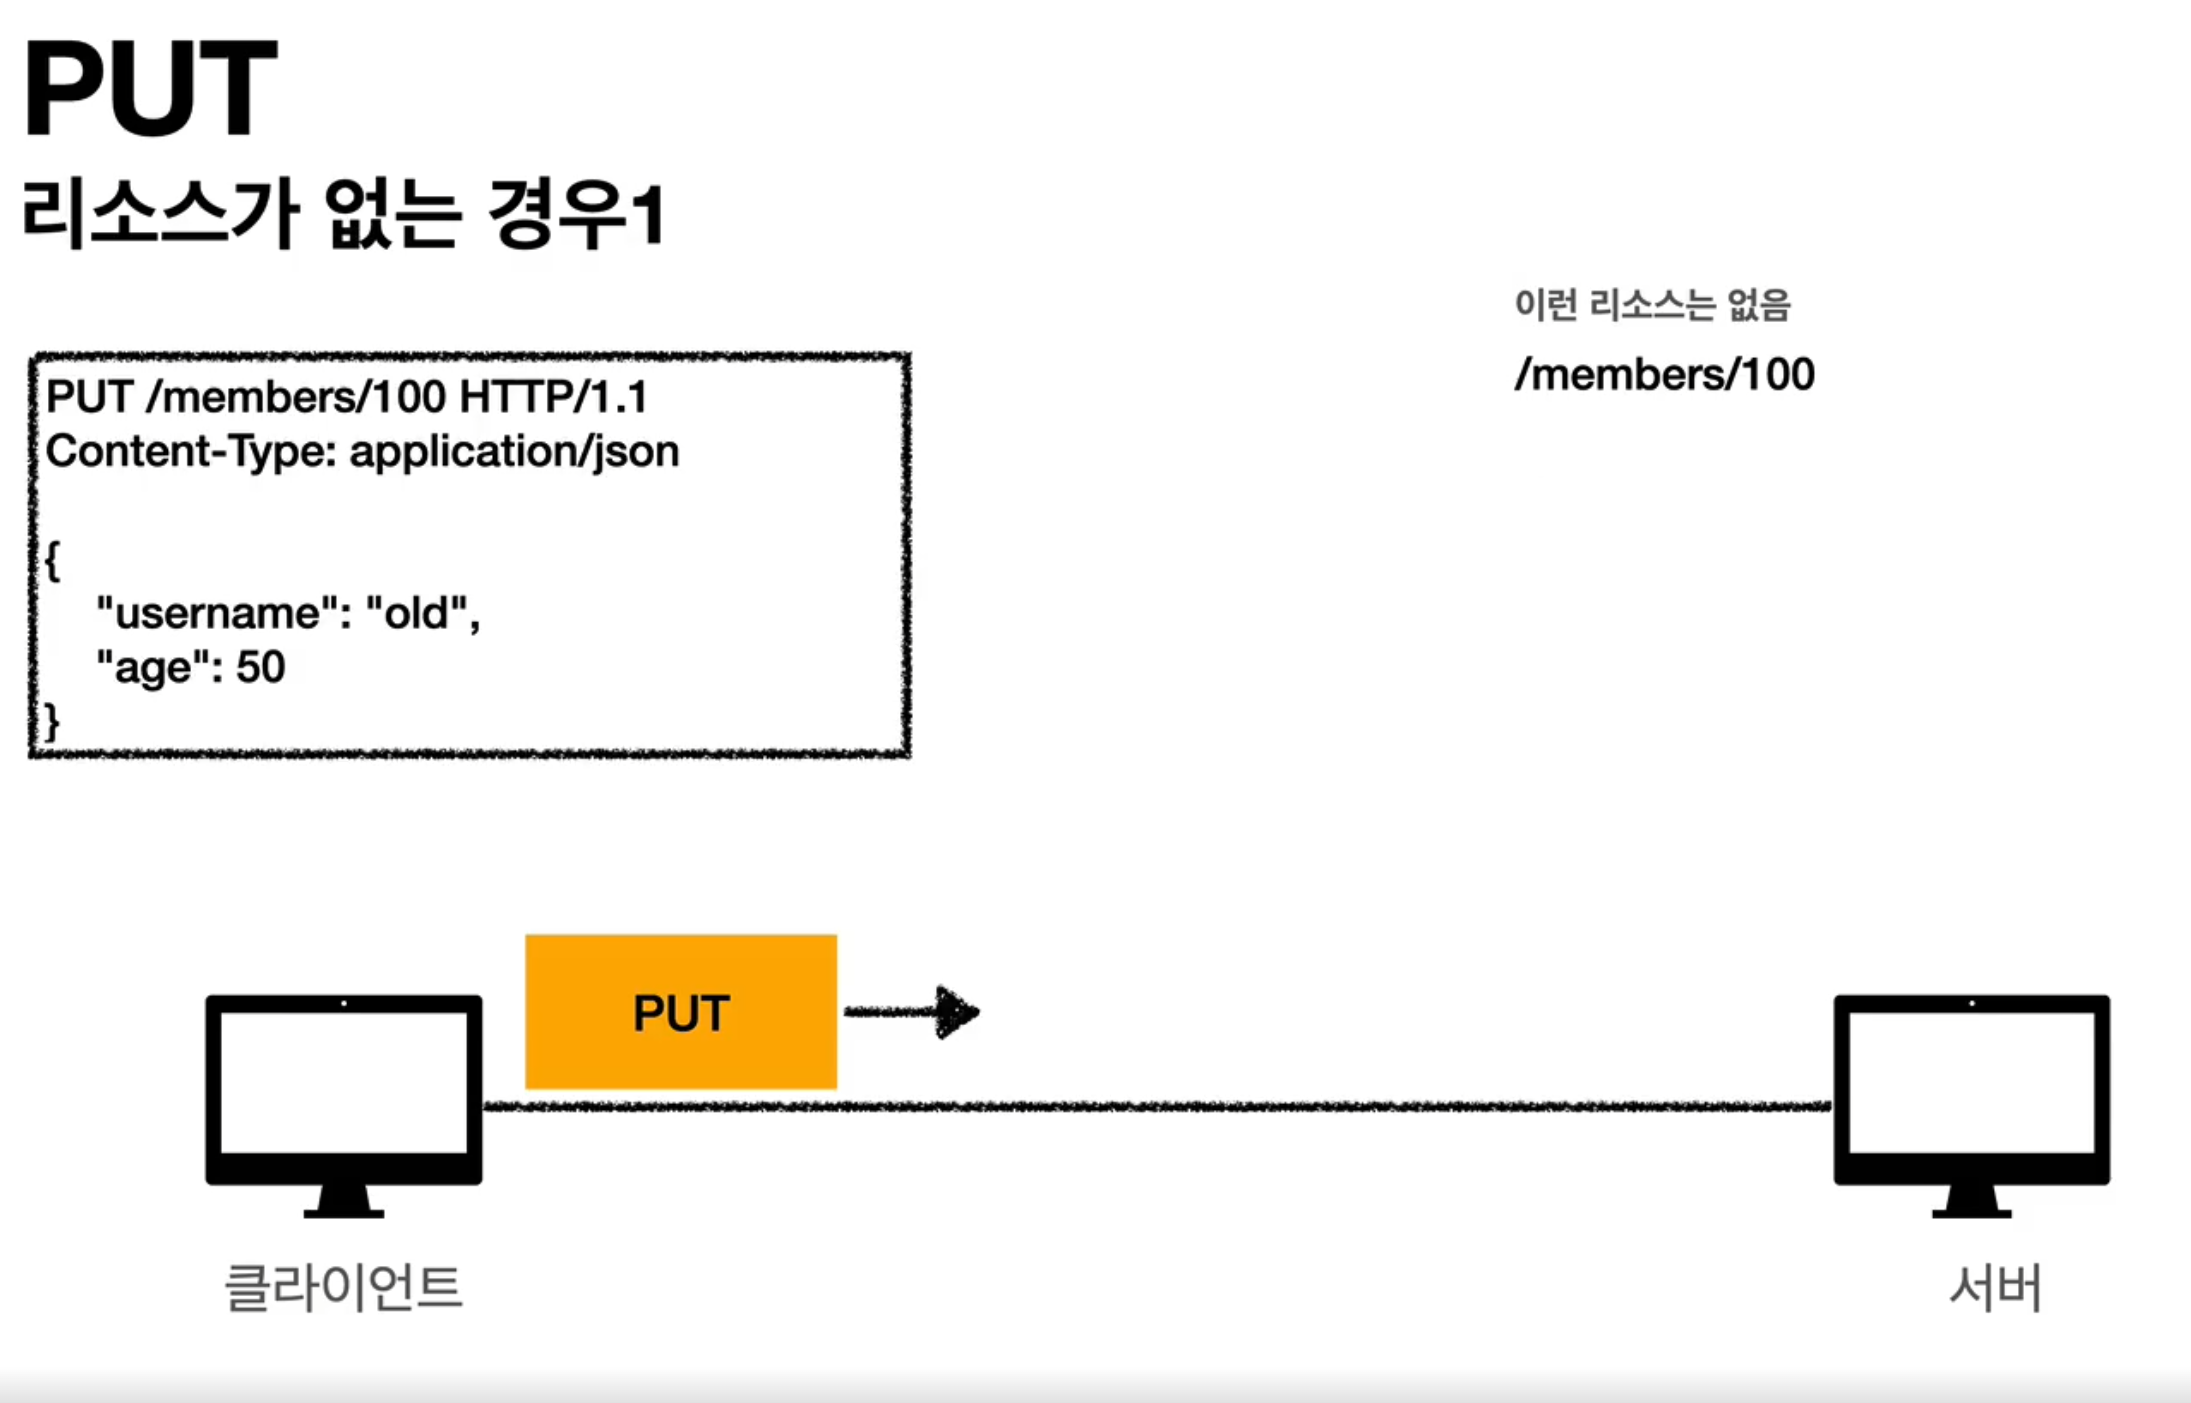 PUT
리소스가 없는 경우1
이런 리소스는 없음
/members/100
PUT /members/100 HTTP/1.1
Content-Type: application/json
{
"username": "old",
"age": 50
}
PUT
클라이언트
서버